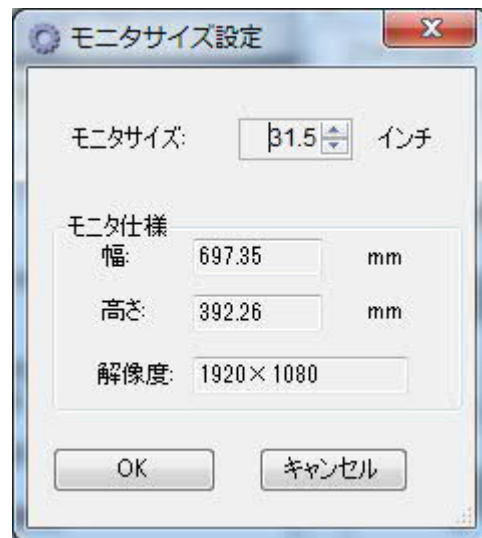 モニタサイズ設定
モニタサイズ: 31.5 インチ
モニタ仕様
幅: 697.35 mm
高さ: 392.26 mm
解像度: 1920×1080
OK キャンセル